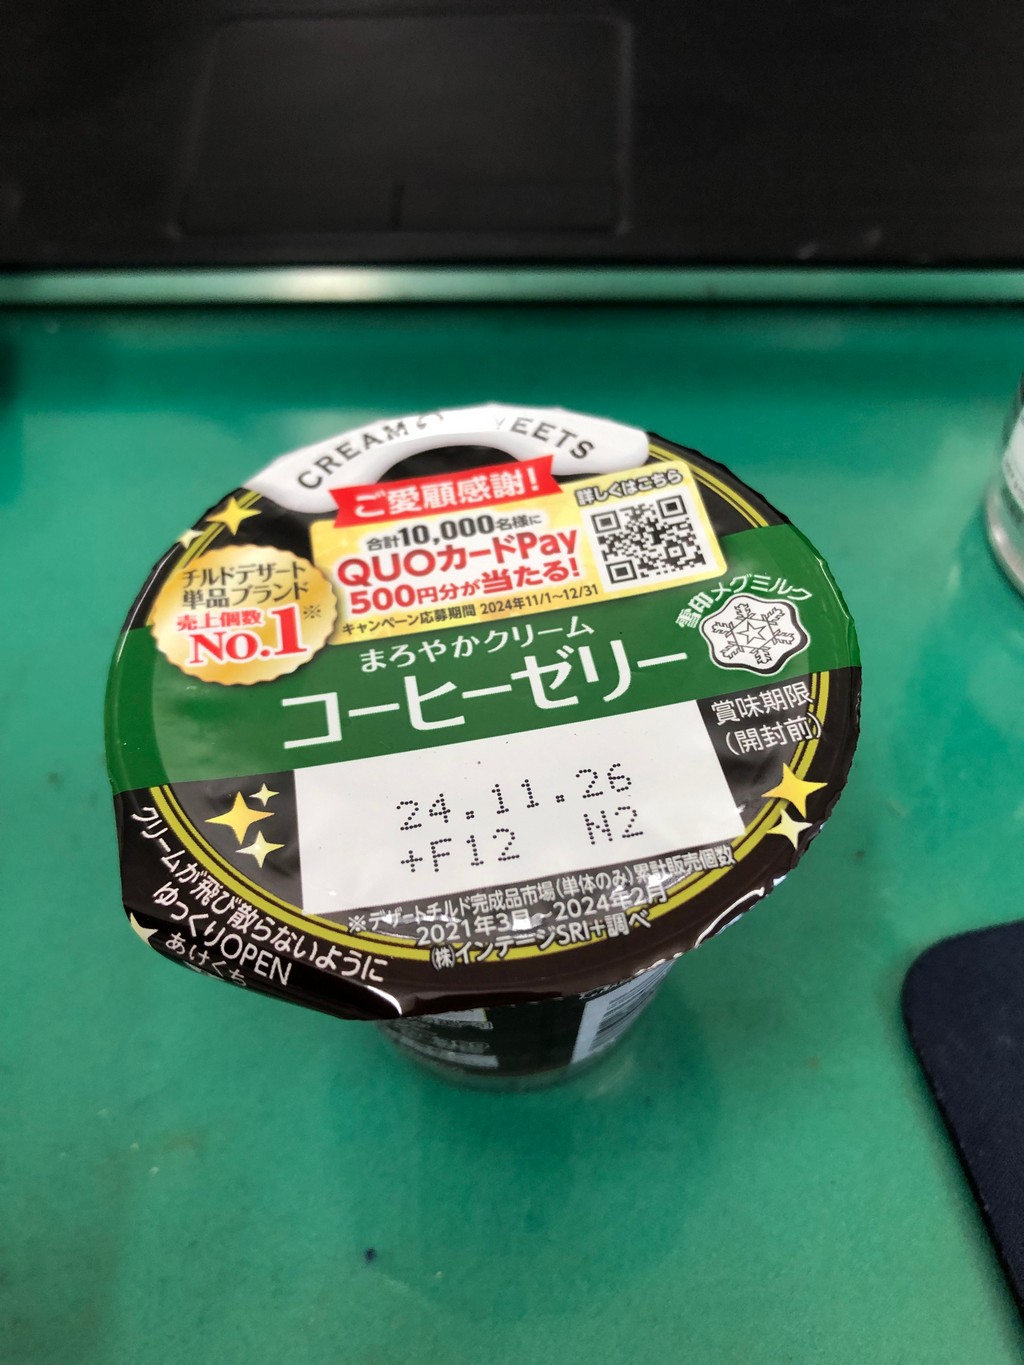 CREAM SWEETS
ご愛顧感謝!
合計10,000名様に
QUOカードPay
500円分が当たる!
キャンペーン応募期間 2024年11/1~12/31
詳しくはこちら
チルドデザート
単品ブランド
売上個数
No.1※
雪印メグミルク
まろやかクリーム
コーヒーゼリー
賞味期限
(開封前)
24.11.26
+F12 N2
※デザートチルド完成品市場(単体のみ)累計販売個数
2021年3月~2024年2月
(株)インテージSRI+調べ
クリームが飛び散らないように
ゆっくりOPEN
あけくち